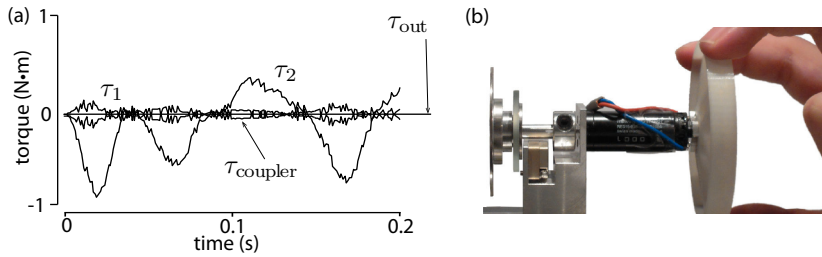 (a)
1
0
-1
torque (N•m)
τ1
τ2
τout
τcoupler
0
0.1
0.2
time (s)
(b)